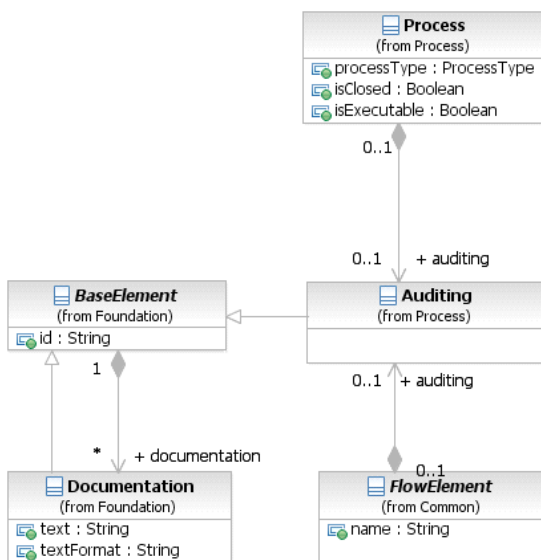 Process
(from Process)
processType : ProcessType
isClosed : Boolean
isExecutable : Boolean
0..1
0..1 + auditing
BaseElement
(from Foundation)
id : String
Auditing
(from Process)
1
0..1 + auditing
* + documentation
0..1
Documentation
(from Foundation)
text : String
textFormat : String
FlowElement
(from Common)
name : String